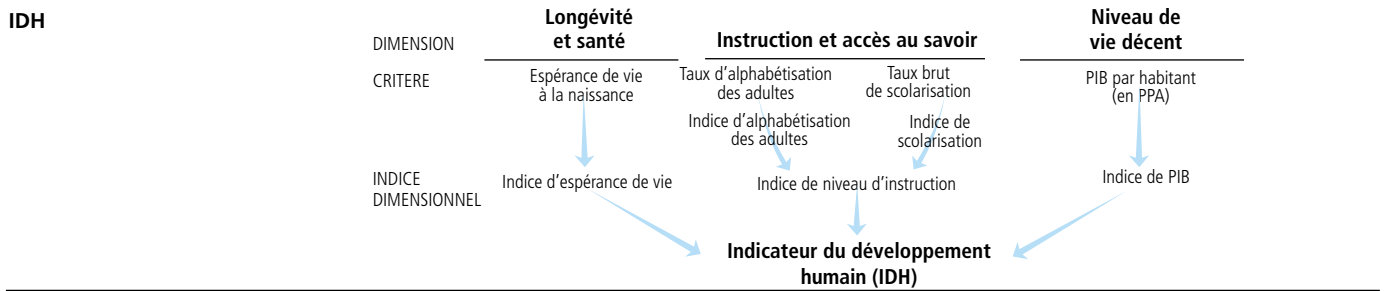 IDH
DIMENSION
Longévité
et santé
Instruction et accès au savoir
Niveau de
vie décent
CRITERE
Espérance de vie
à la naissance
Taux d'alphabétisation
des adultes
Taux brut
de scolarisation
PIB par habitant
(en PPA)
Indice d'alphabétisation
des adultes
Indice de
scolarisation
INDICE
DIMENSIONNEL
Indice d'espérance de vie
Indice de niveau d'instruction
Indice de PIB
Indicateur du développement
humain (IDH)